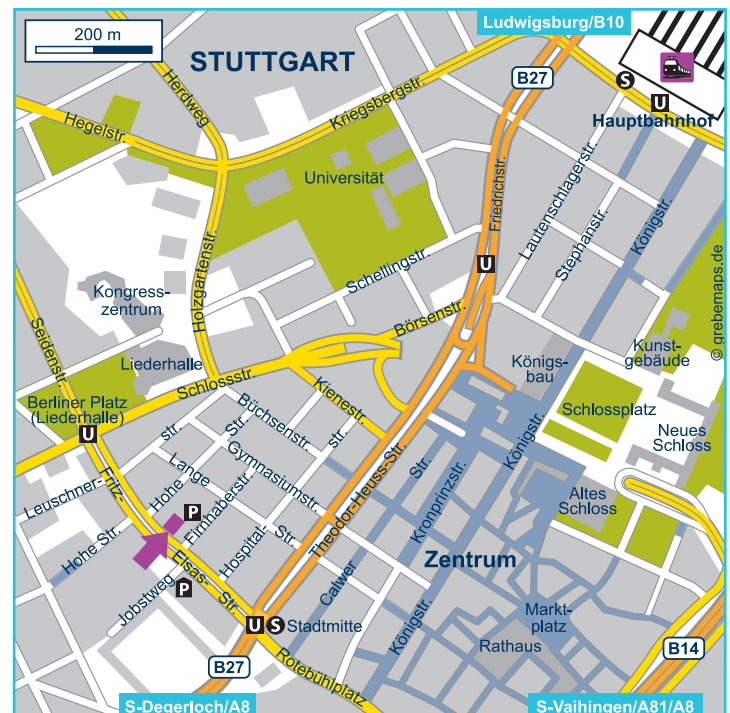 Ludwigsburg/B10
200 m
STUTTGART
B27
S
U
Hauptbahnhof
Herdweg
Hegelstr.
Kriegsbergstr.
Universität
Friedrichstr.
Lautenschlagerstr.
Stephanstr.
Königstr.
Holzgartenstr.
Schellingstr.
U
Kongress-
zentrum
Börsenstr.
© grebemaps.de
Seidenstr.
Liederhalle
Schlossstr.
Kienestr.
Königs-
bau
Kunst-
gebäude
Berliner Platz
(Liederhalle)
U
Schlossplatz
Neues
Schloss
Büchsenstr.
Leuschner-
str.
Lange
Str.
Hohe
Str.
Gymnasiumstr.
Firnhaberstr.
Hospital-
str.
Theodor-Heuss-Str.
Calwer
Str.
Kronprinzstr.
Königstr.
Altes
Schloss
Fritz-
Elsas-
Str.
P
Hohe Str.
P
Jobstweg
Zentrum
U
S
Stadtmitte
Königstr.
Markt-
platz
Rathaus
Rotebühlplatz
B27
B14
S-Degerloch/A8
S-Vaihingen/A81/A8